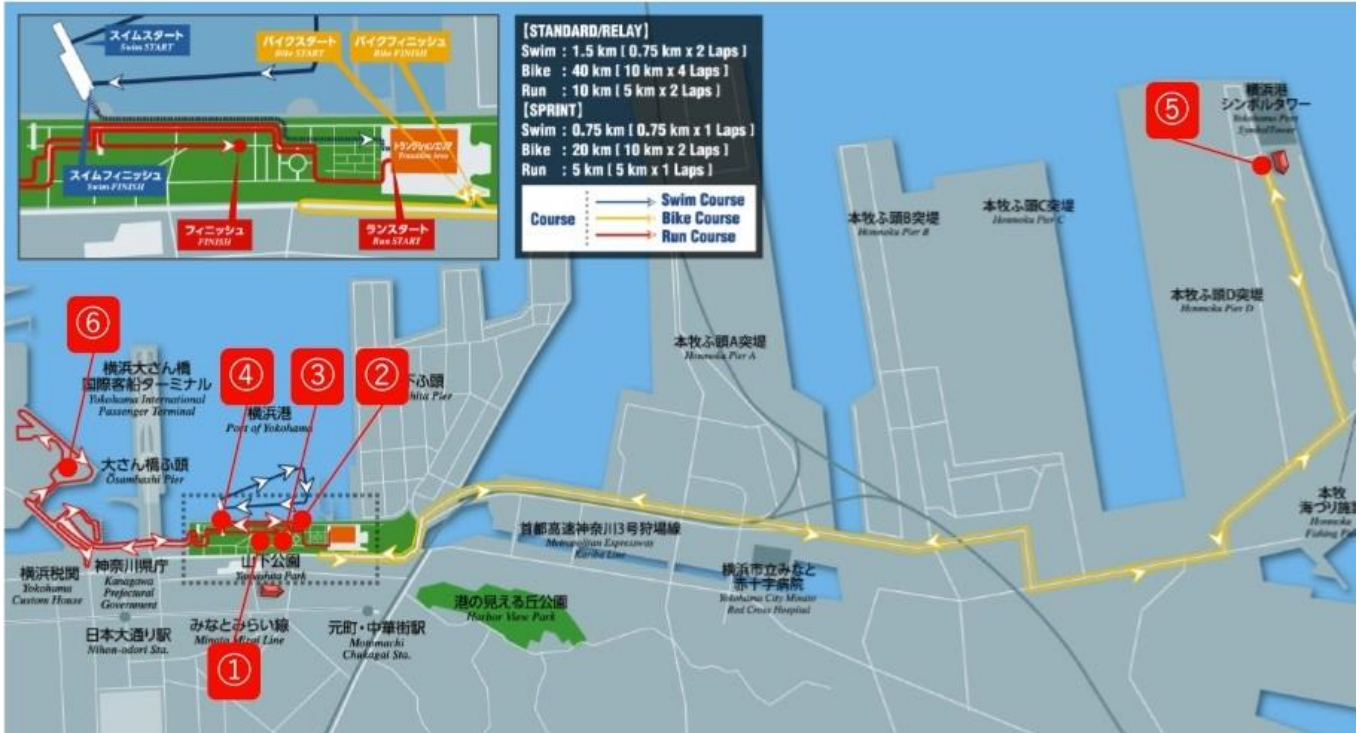 スイムスタート
Swim START
バイクスタート
Bike START
バイクフィニッシュ
Bike FINISH
トランジションエリア
Transition Area
スイムフィニッシュ
Swim FINISH
フィニッシュ
FINISH
ランスタート
Run START
[STANDARD/RELAY]
Swim : 1.5 km [ 0.75 km x 2 Laps ]
Bike : 40 km [ 10 km x 4 Laps ]
Run : 10 km [ 5 km x 2 Laps ]
[SPRINT]
Swim : 0.75 km [ 0.75 km x 1 Laps ]
Bike : 20 km [ 10 km x 2 Laps ]
Run : 5 km [ 5 km x 1 Laps ]
Course
Swim Course
Bike Course
Run Course
⑤
横浜港
シンボルタワー
Yokohama Port
SymbolTower
本牧ふ頭B突堤
Honmoku Pier B
本牧ふ頭C突堤
Honmoku Pier C
本牧ふ頭D突堤
Honmoku Pier D
本牧ふ頭A突堤
Honmoku Pier A
⑥
④
③
②
横浜大さん橋
国際客船ターミナル
Yokohama International
Passenger Terminal
横浜港
Port of Yokohama
下ふ頭
shita Pier
大さん橋ふ頭
Osambashi Pier
山下公園
Yamashita Park
首都高速神奈川3号狩場線
Metropolitan Expressway
Kariba Line
横浜市立みなと
赤十字病院
Yokohama City Minato
Red Cross Hospital
本牧
海づり施設
Honmoku
Fishing
横浜税関
Yokohama
Custom House
神奈川県庁
Kanagawa
Prefectural
Government
港の見える丘公園
Harbor View Park
日本大通り駅
Nihon-odori Sta.
みなとみらい線
Minato Mirai Line
元町・中華街駅
Motomachi
Chukagai Sta.
①